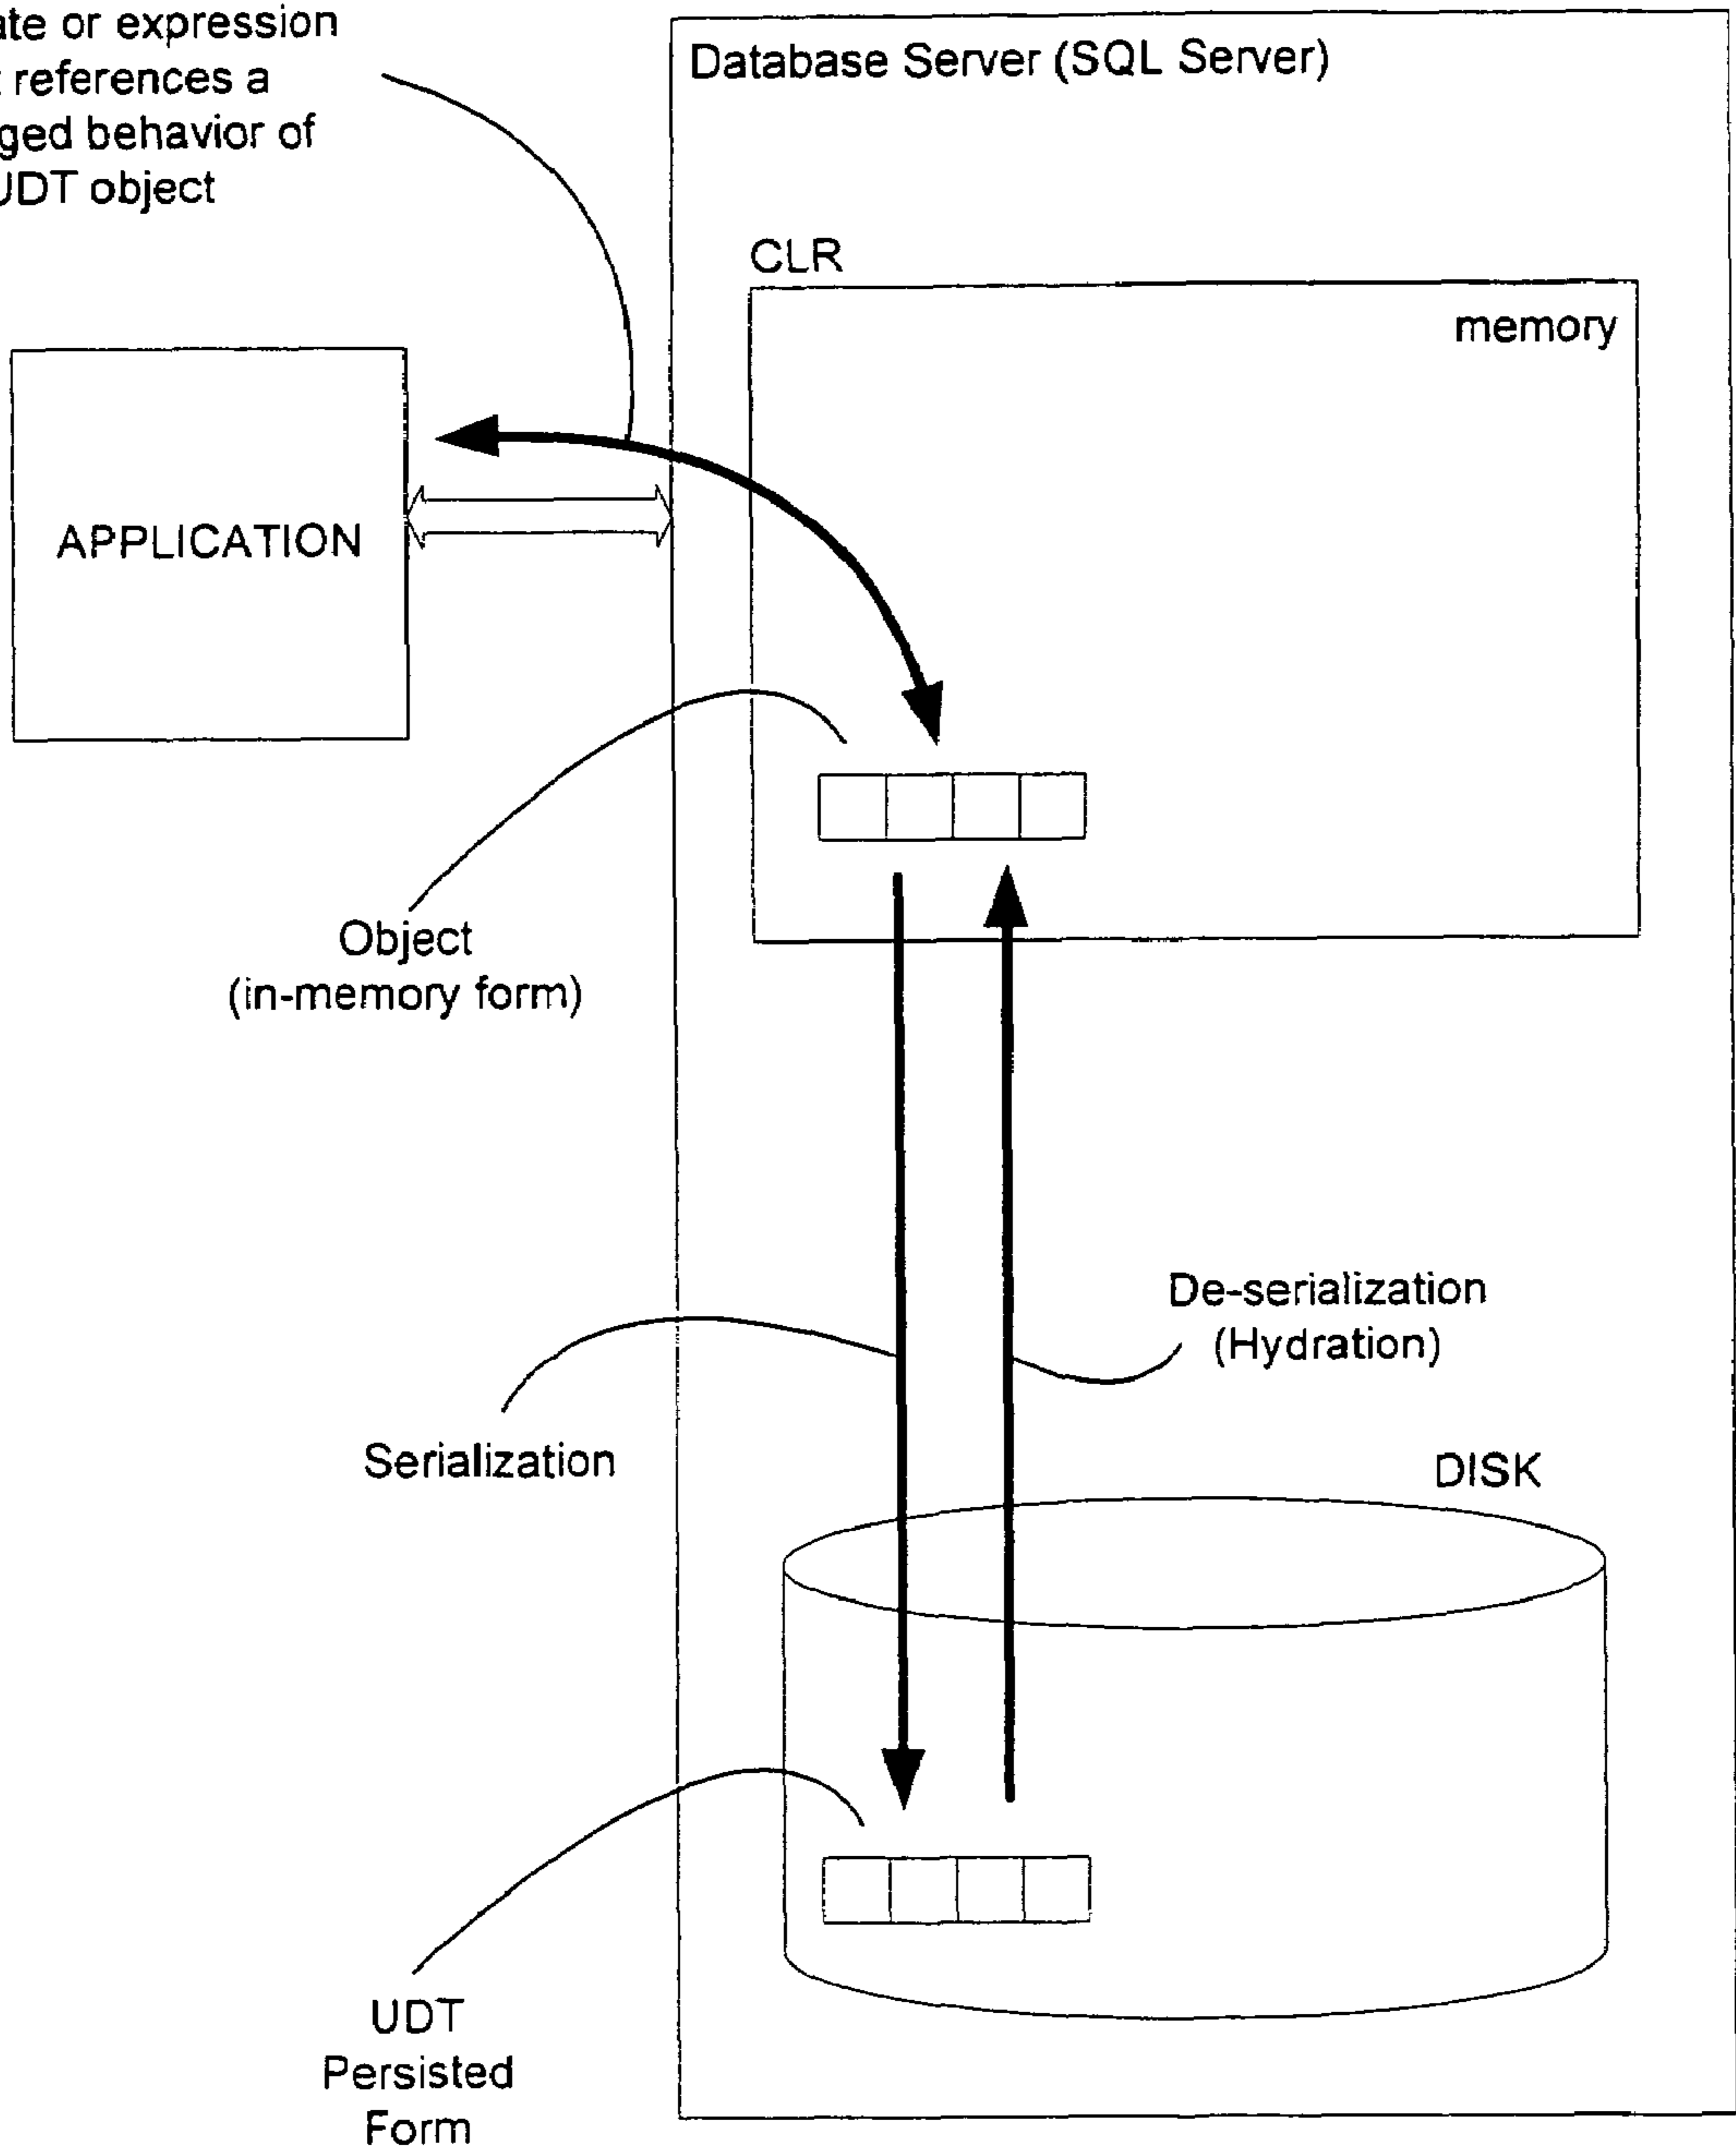 ate or expression
references a
ged behavior of
UDT object
Database Server (SQL Server)
CLR
memory
APPLICATION
Object
(in-memory form)
De-serialization
(Hydration)
Serialization
DISK
UDT
Persisted
Form